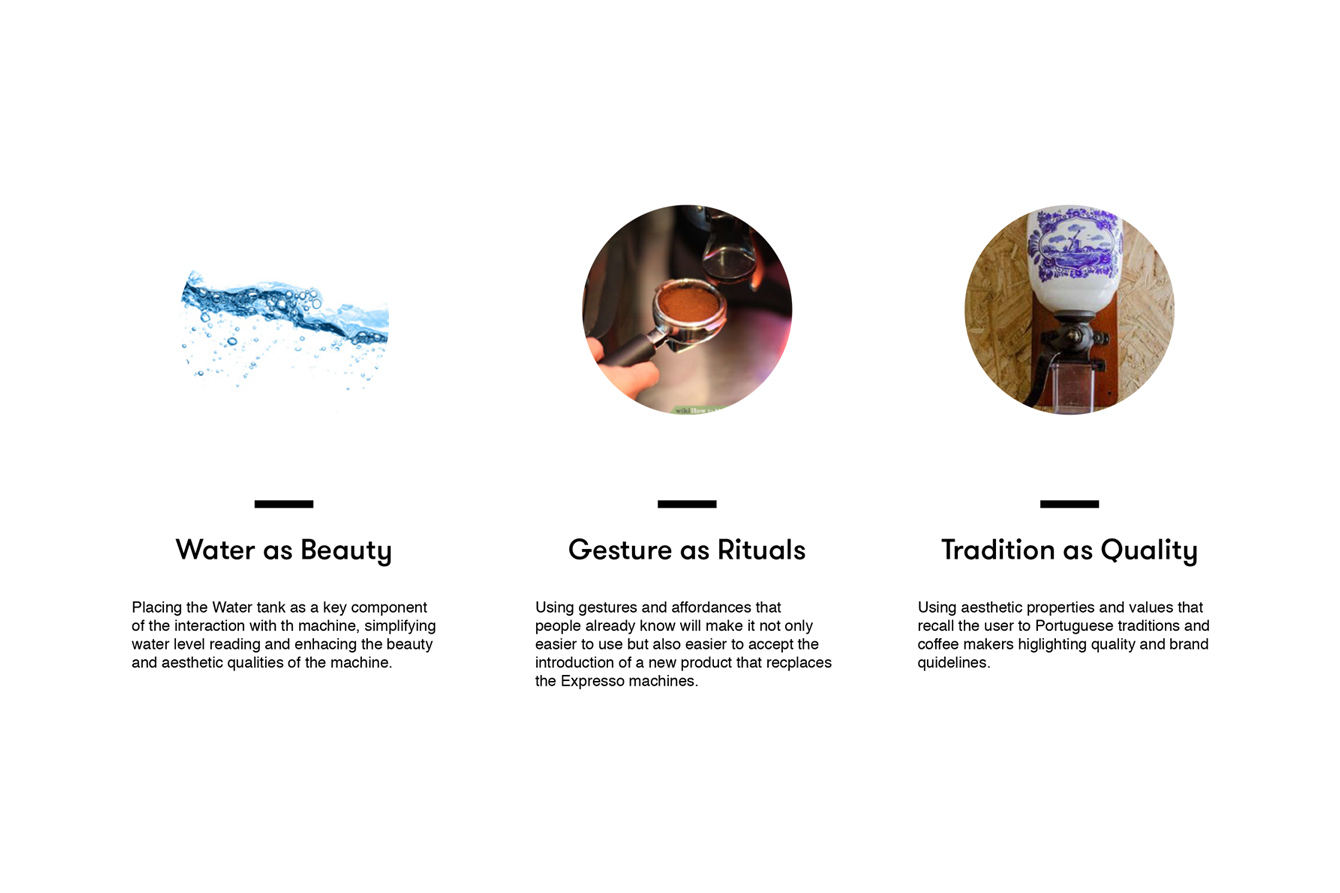 Water as Beauty
Placing the Water tank as a key component
of the interaction with th machine, simplifying
water level reading and enhacing the beauty
and aesthetic qualities of the machine.
Gesture as Rituals
Using gestures and affordances that
people already know will make it not only
easier to use but also easier to accept the
introduction of a new product that recplaces
the Expresso machines.
Tradition as Quality
Using aesthetic properties and values that
recall the user to Portuguese traditions and
coffee makers higlighting quality and brand
quidelines.